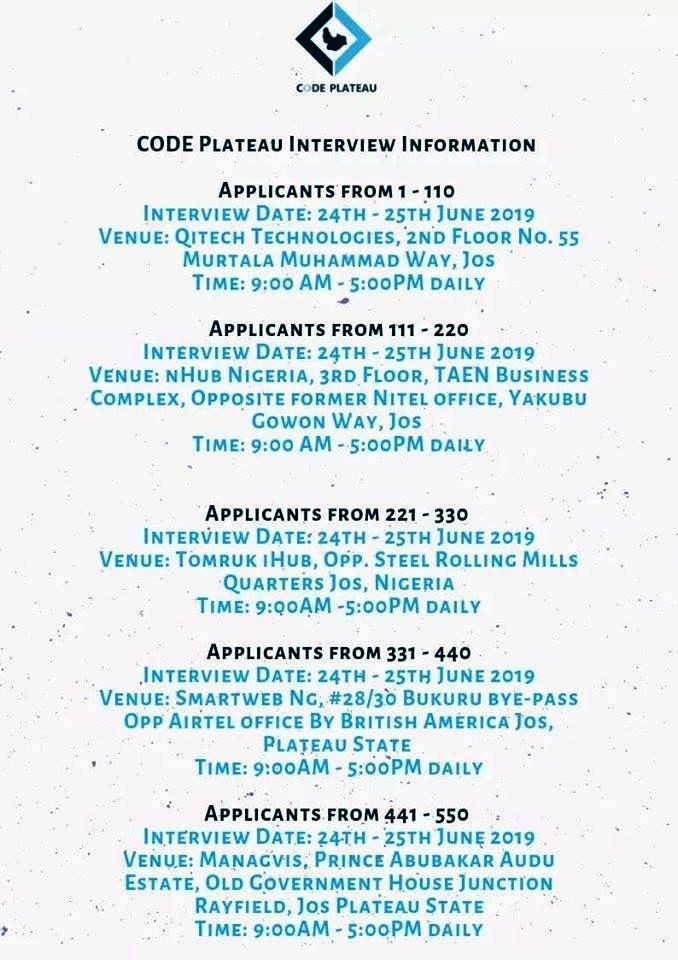 CODE PLATEAU
CODE Plateau Interview Information
Applicants from 1 - 110
Interview Date: 24th - 25th June 2019
Venue: Qitech Technologies, 2nd Floor No. 55
Murtala Muhammad Way, Jos
Time: 9:00 AM - 5:00PM daily
Applicants from 111 - 220
Interview Date: 24th - 25th June 2019
Venue: nHub Nigeria, 3rd Floor, TAEN Business
Complex, Opposite former Nitel office, Yakubu
Gowon Way, Jos
Time: 9:00 AM - 5:00PM daily
Applicants from 221 - 330
Interview Date: 24th - 25th June 2019
Venue: Tomruk iHub, Opp. Steel Rolling Mills
Quarters Jos, Nigeria
Time: 9:00AM -5:00PM daily
Applicants from 331 - 440
Interview Date: 24th - 25th June 2019
Venue: Smartweb Ng, #28/30 Bukuru bye-pass
Opp Airtel office By British America Jos,
Plateau State
Time: 9:00AM - 5:00PM daily
Applicants from 441 - 550
Interview Date: 24th - 25th June 2019
Venue: Managvis, Prince Abubakar Audu
Estate, Old Government House Junction
Rayfield, Jos Plateau State
Time: 9:00AM - 5:00PM daily